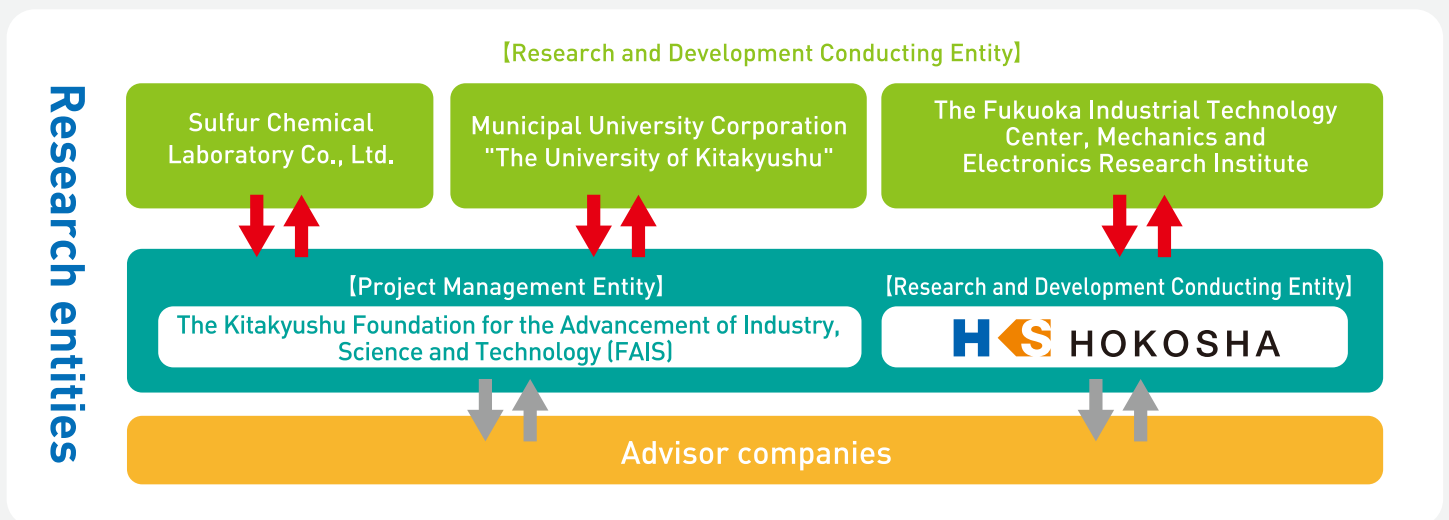 Research entities
【Research and Development Conducting Entity】
Sulfur Chemical
Laboratory Co., Ltd.
Municipal University Corporation
"The University of Kitakyushu"
The Fukuoka Industrial Technology
Center, Mechanics and
Electronics Research Institute
【Project Management Entity】
The Kitakyushu Foundation for the Advancement of Industry,
Science and Technology (FAIS)
【Research and Development Conducting Entity】
HKS HOKOSHA
Advisor companies